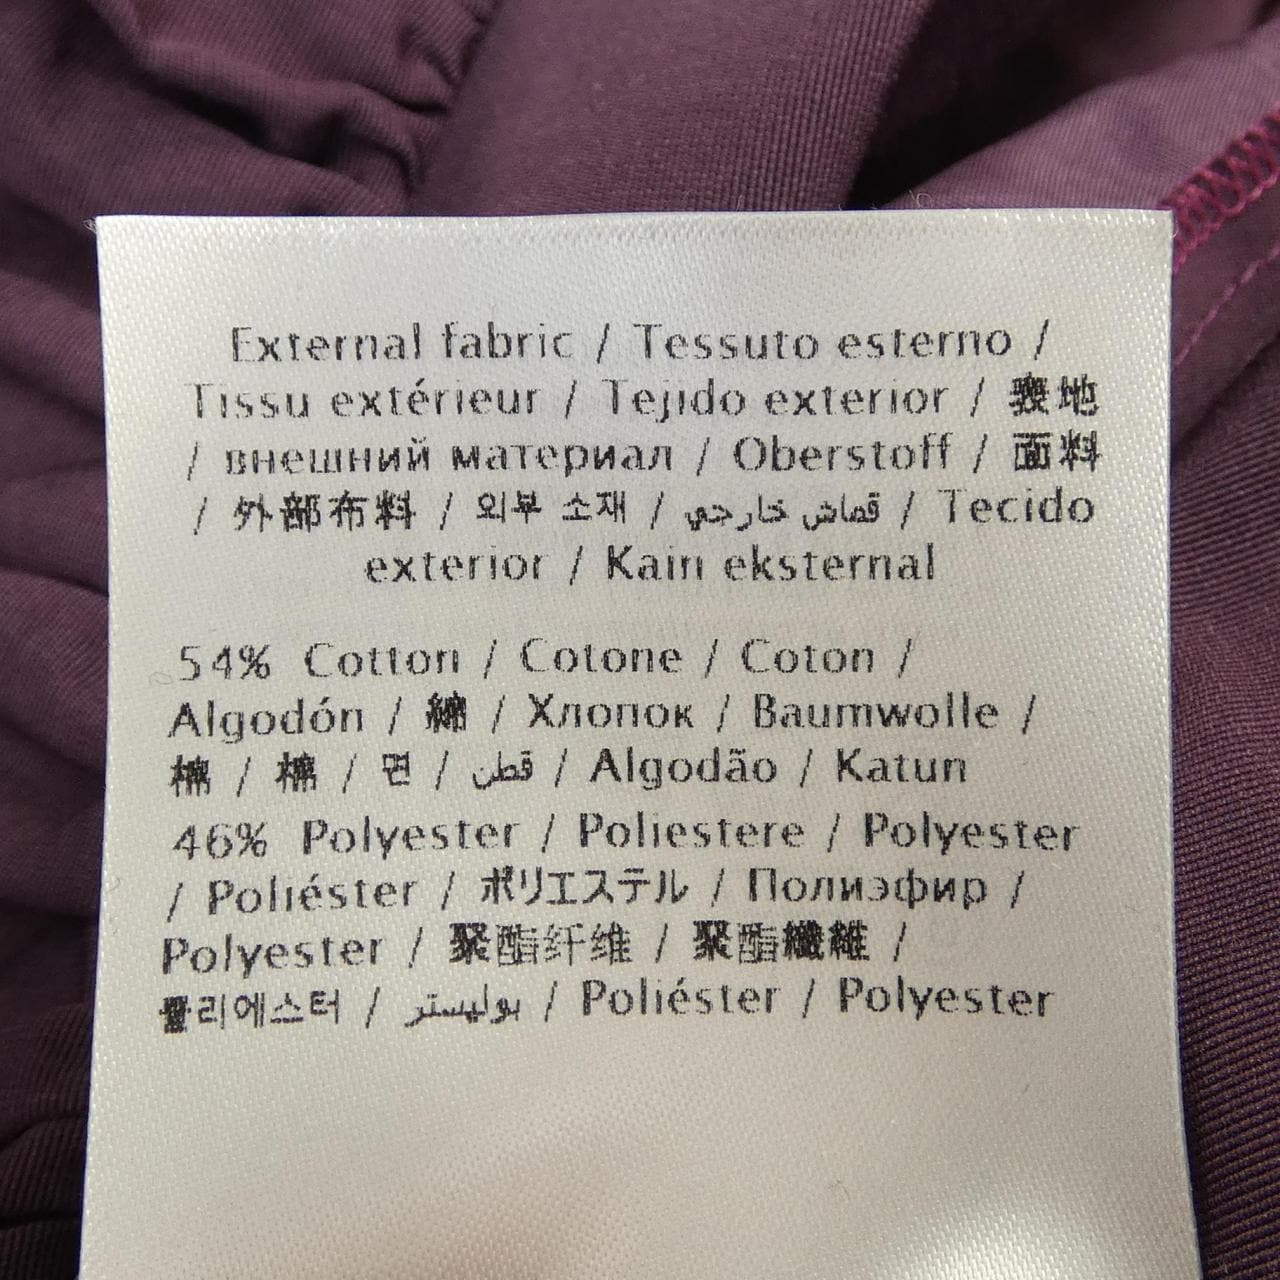 External fabric / Tessuto esterno /
Tissu extérieur / Tejido exterior / 表地
/ внешний материал / Oberstoff / 面料
/ 外部布料 / 외부 소재 / قماش خارجي / Tecido
exterior / Kain eksternal
54% Cotton / Cotone / Coton /
Algodón / 綿 / Хлопок / Baumwolle /
棉 / 棉 / 면 / قطن / Algodão / Katun
46% Polyester / Poliestere / Polyester
/ Poliéster / ポリエステル / Полиэфир /
Polyester / 聚酯纤维 / 聚酯纖維 /
폴리에스터 / بوليستر / Poliéster / Polyester